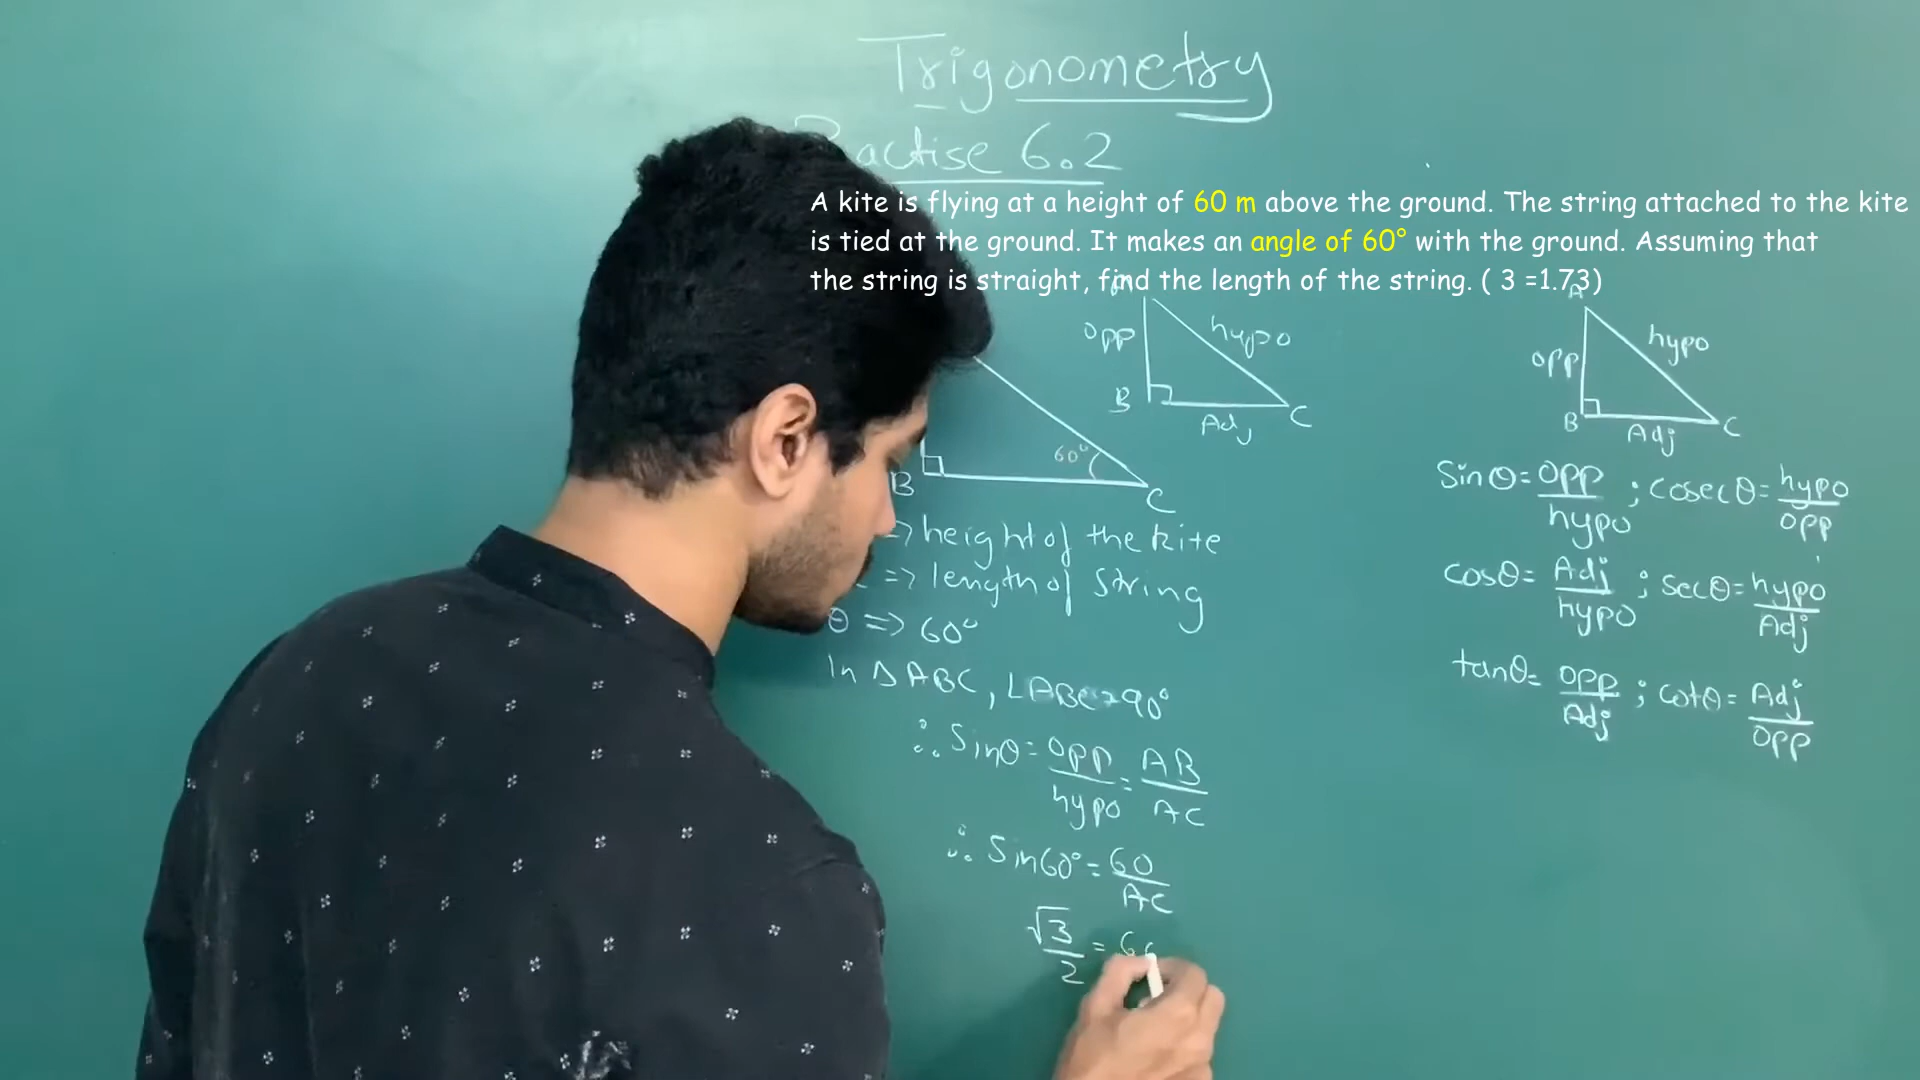 Trigonometry
Practise 6.2
A kite is flying at a height of 60 m above the ground. The string attached to the kite
is tied at the ground. It makes an angle of 60° with the ground. Assuming that
the string is straight, find the length of the string. ( 3 =1.73)
opp hypo
B Adj C
A
opp hypo
B Adj C
60°
B C
=> height of the kite
=> length of string
θ => 60°
In △ABC, ∠ABC = 90°
∴ Sinθ = opp/hypo = AB/AC
∴ Sin60° = 60/AC
√3/2 = 60
Sinθ = opp/hypo ; cosecθ = hypo/opp
cosθ = Adj/hypo ; secθ = hypo/Adj
tanθ = opp/Adj ; cotθ = Adj/opp